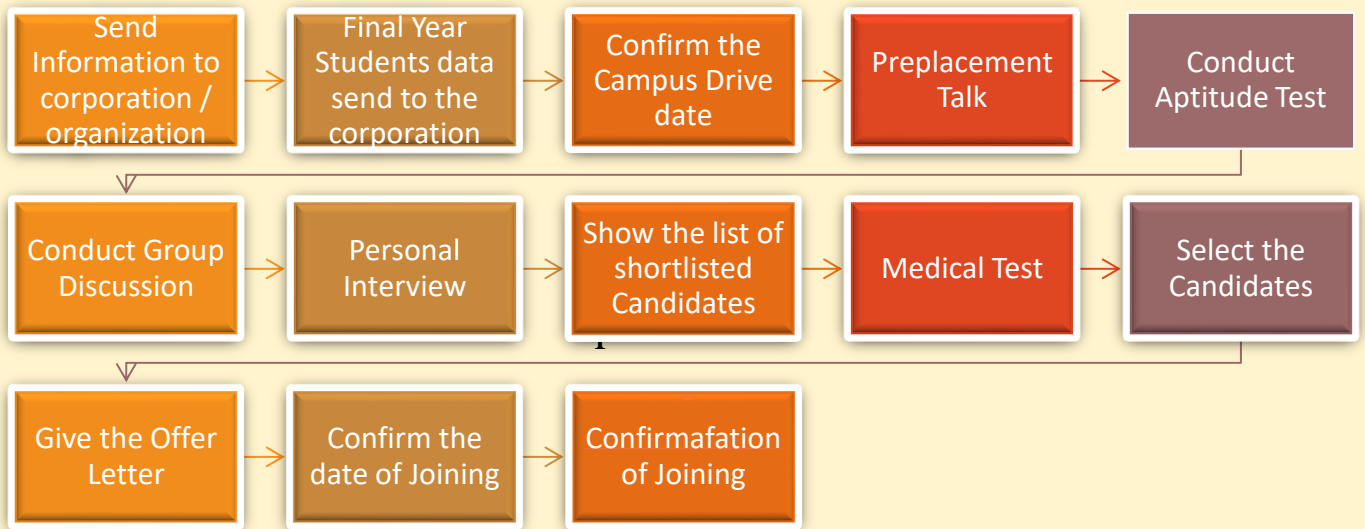 Send
Information to
corporation /
organization
Final Year
Students data
send to the
corporation
Confirm the
Campus Drive
date
Preplacement
Talk
Conduct
Aptitude Test
Conduct Group
Discussion
Personal
Interview
Show the list of
shortlisted
Candidates
Medical Test
Select the
Candidates
Give the Offer
Letter
Confirm the
date of Joining
Confirmafation
of Joining